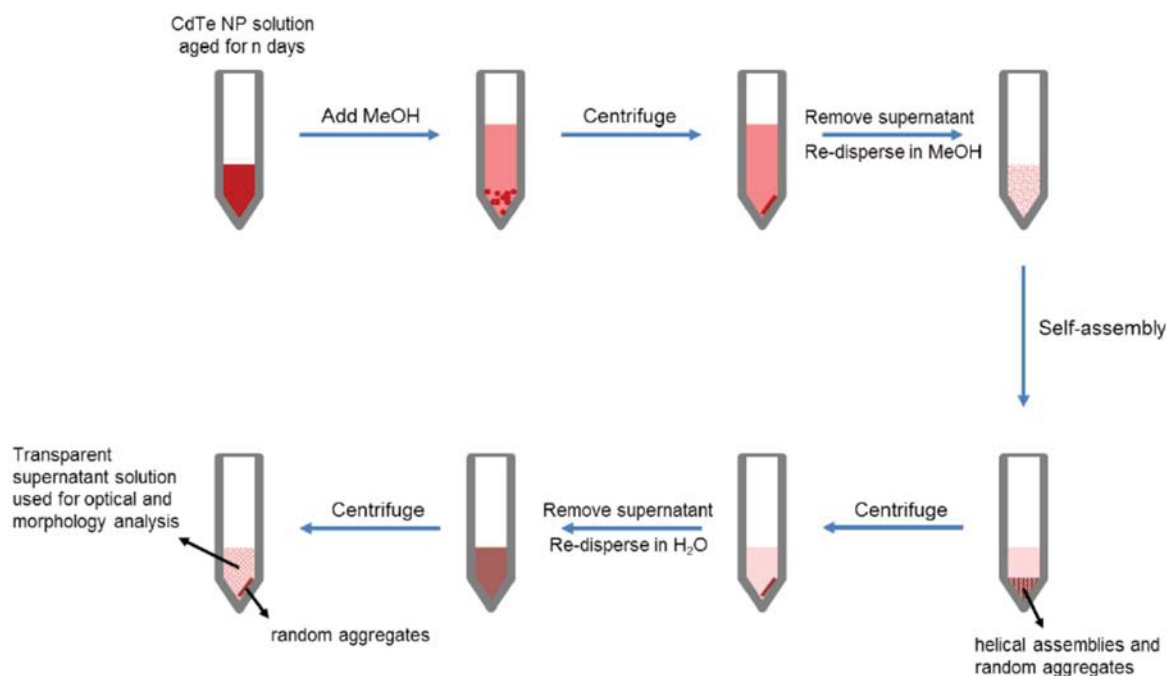 CdTe NP solution
aged for n days
Add MeOH
Centrifuge
Remove supernatant
Re-disperse in MeOH
Self-assembly
Transparent
supernatant solution
used for optical and
morphology analysis
Centrifuge
Remove supernatant
Re-disperse in H₂O
Centrifuge
random aggregates
helical assemblies and
random aggregates